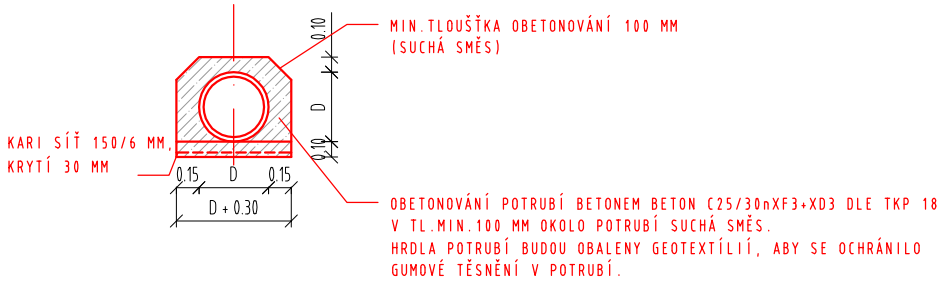 0.10
MIN.TLOUŠŤKA OBETONOVÁNÍ 100 MM
(SUCHÁ SMĚS)
D
0.10
KARI SÍŤ 150/6 MM,
KRYTÍ 30 MM
0.15 D 0.15
D + 0.30
OBETONOVÁNÍ POTRUBÍ BETONEM BETON C25/30nXF3+XD3 DLE TKP 18
V TL.MIN.100 MM OKOLO POTRUBÍ SUCHÁ SMĚS.
HRDLA POTRUBÍ BUDOU OBALENY GEOTEXTÍLIÍ, ABY SE OCHRÁNILO
GUMOVÉ TĚSNĚNÍ V POTRUBÍ.